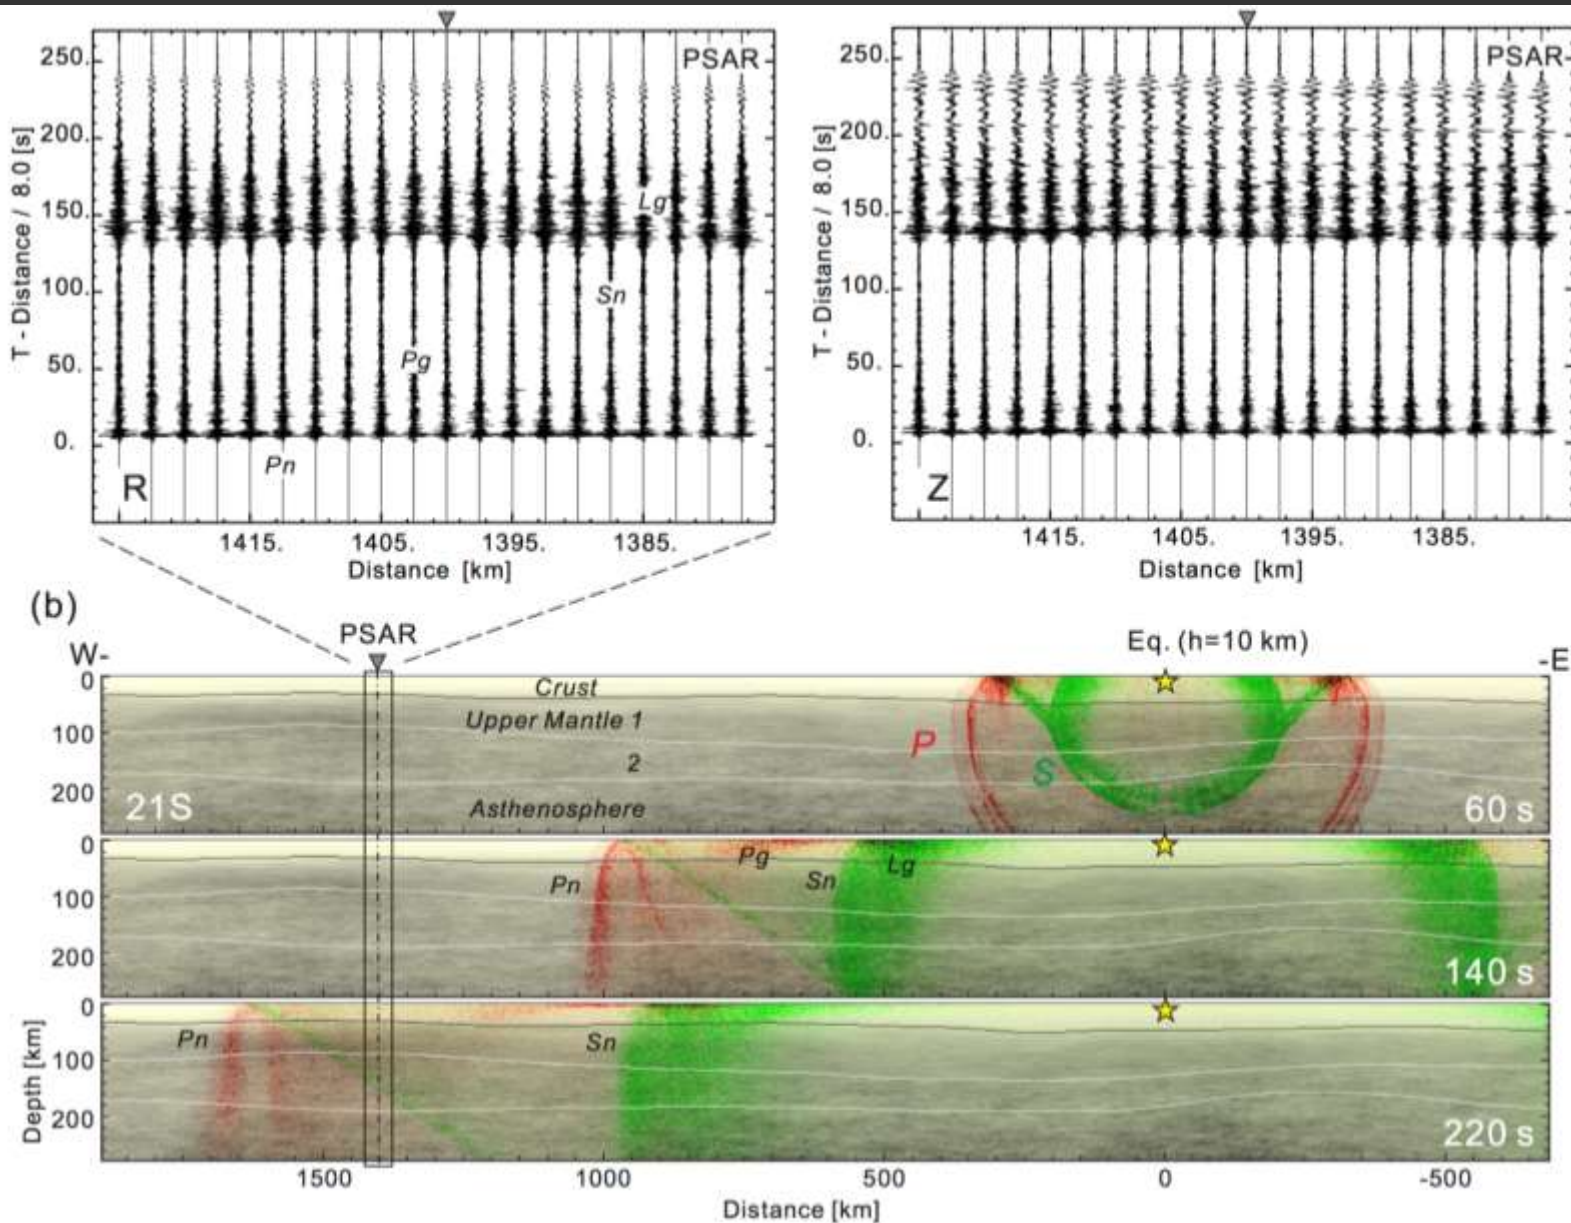 PSAR
250.
200.
150.
100.
50.
0.
T - Distance / 8.0 [s]
Lg
Sn
Pg
Pn
R
1415. 1405. 1395. 1385.
Distance [km]
PSAR
250.
200.
150.
100.
50.
0.
T - Distance / 8.0 [s]
Z
1415. 1405. 1395. 1385.
Distance [km]
(b)
PSAR
Eq. (h=10 km)
W-
-E
0
100
200
Crust
Upper Mantle 1
2
Asthenosphere
P
S
21S
60 s
0
100
200
Pn
Pg
Sn
Lg
140 s
0
100
200
Depth [km]
Pn
Sn
220 s
1500 1000 500 0 -500
Distance [km]